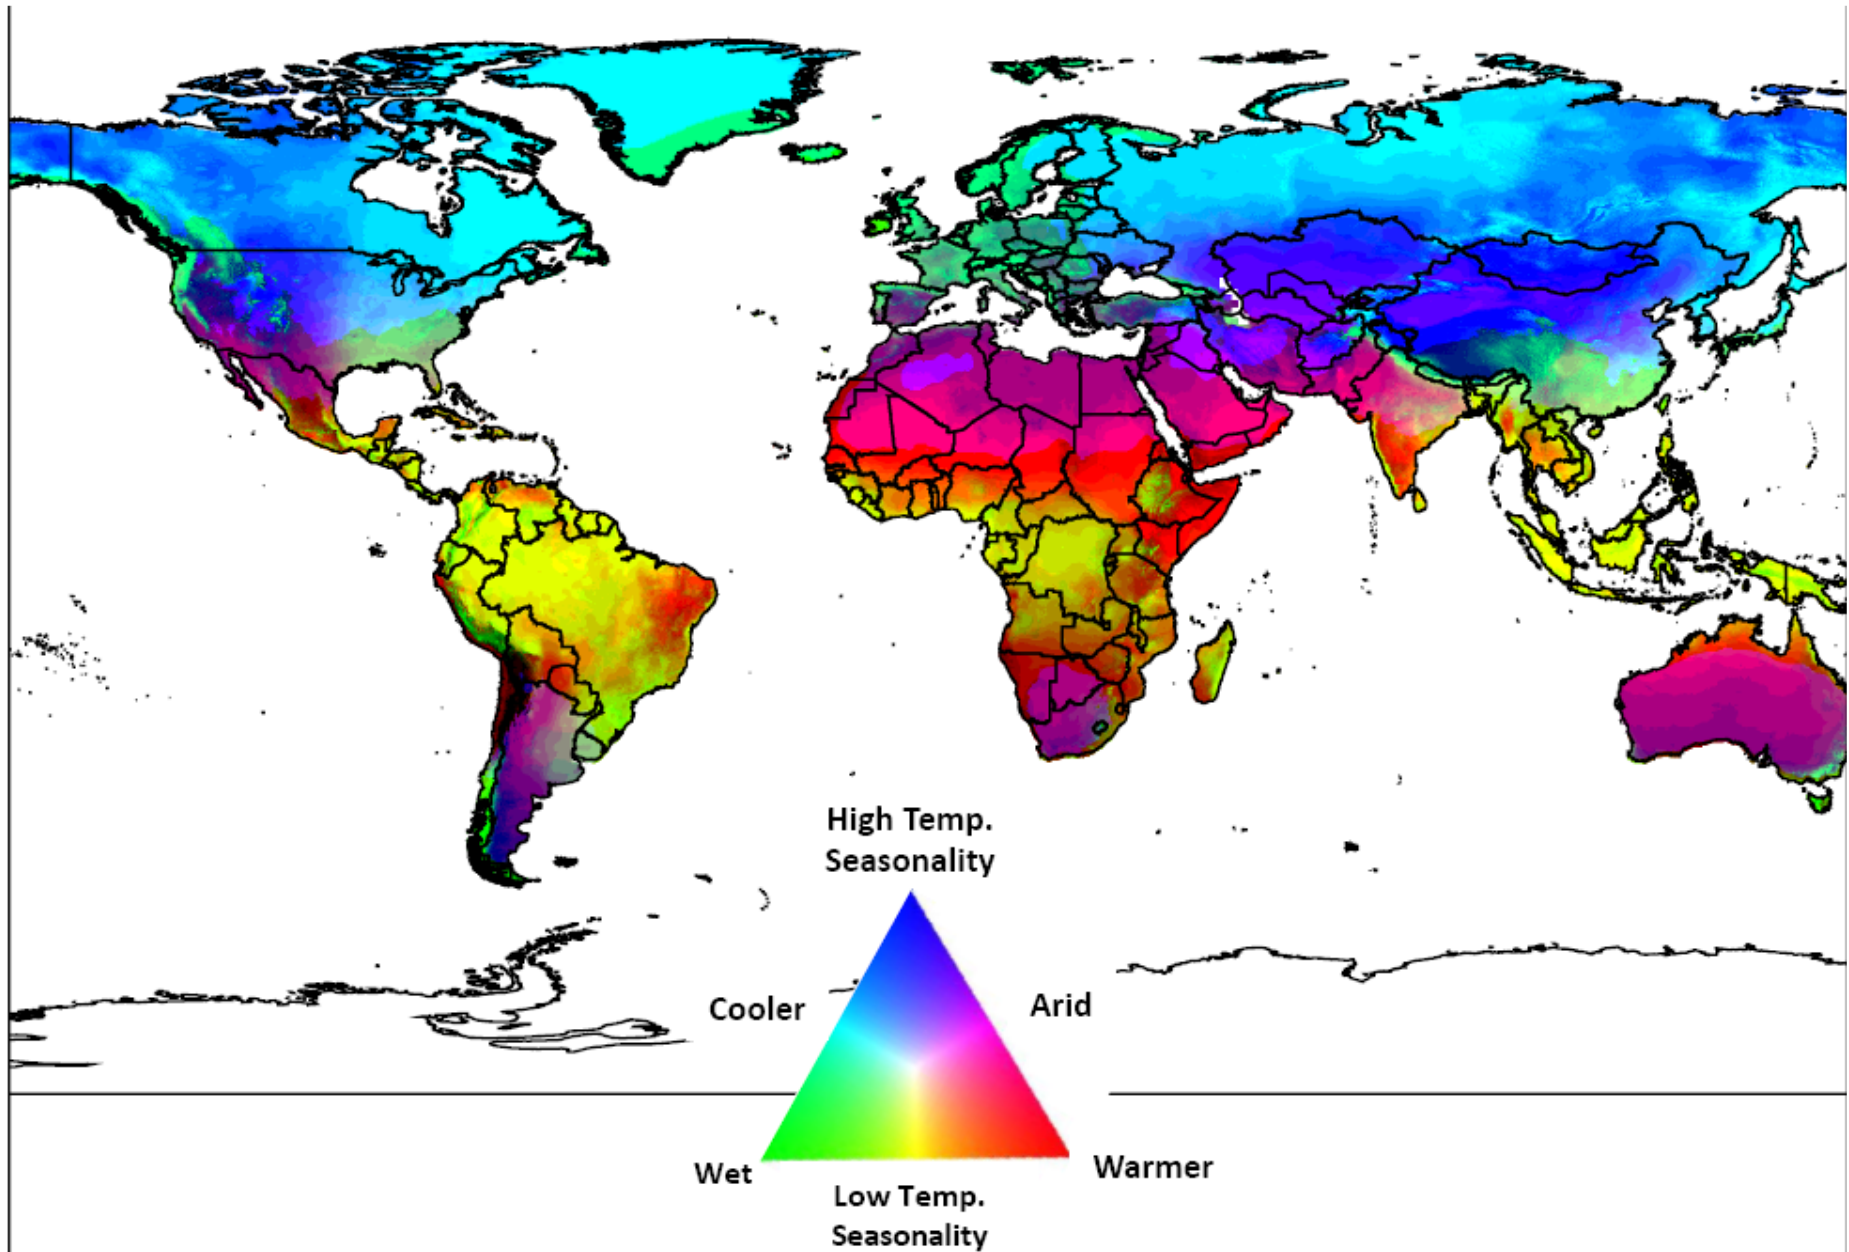 High Temp.
Seasonality
Cooler
Arid
Wet
Warmer
Low Temp.
Seasonality